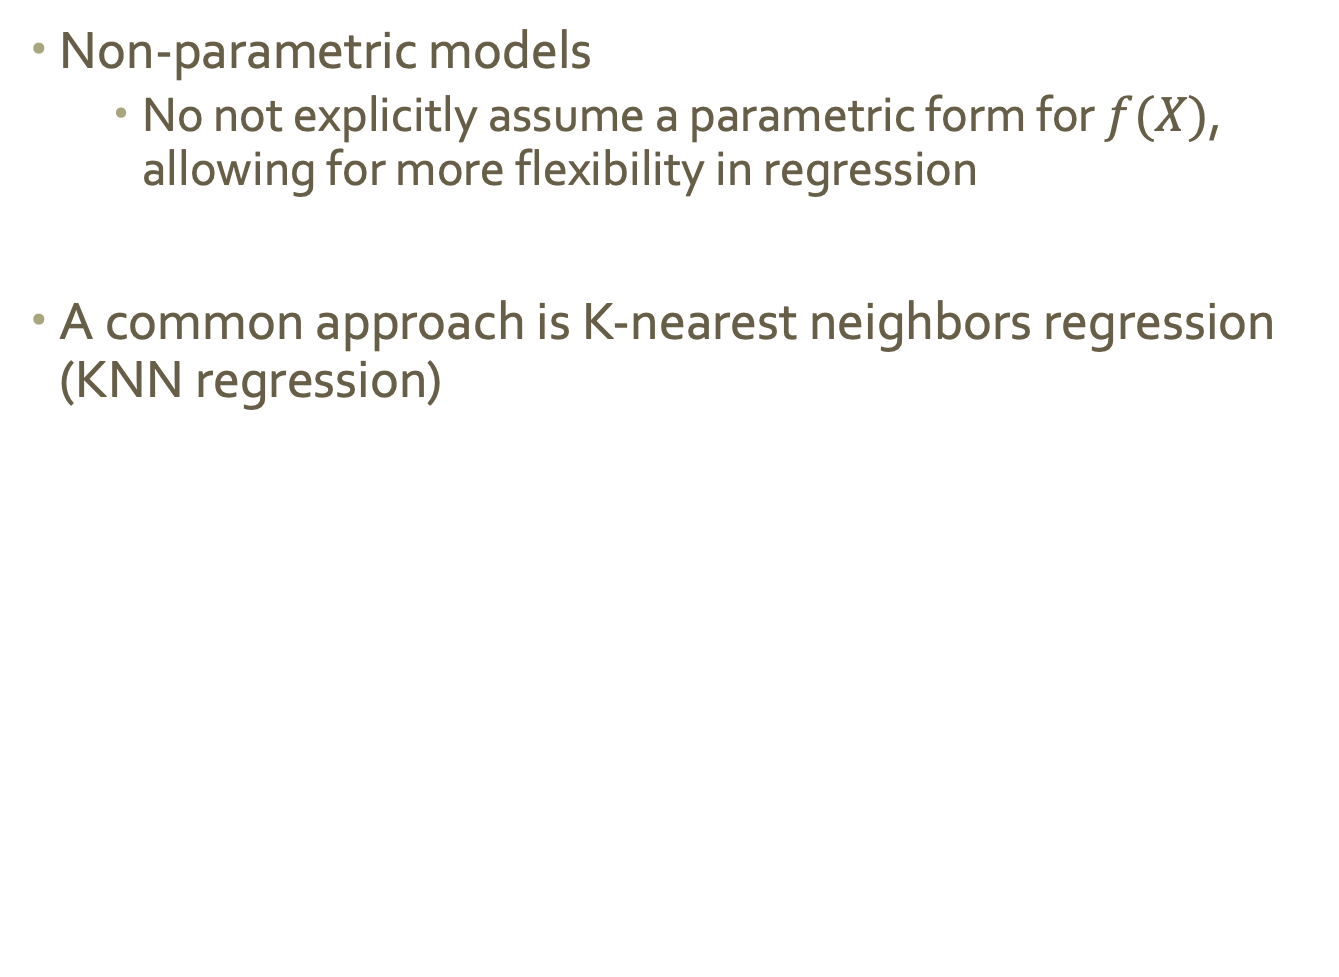 • Non-parametric models
• No not explicitly assume a parametric form for f(X),
allowing for more flexibility in regression
• A common approach is K-nearest neighbors regression
(KNN regression)